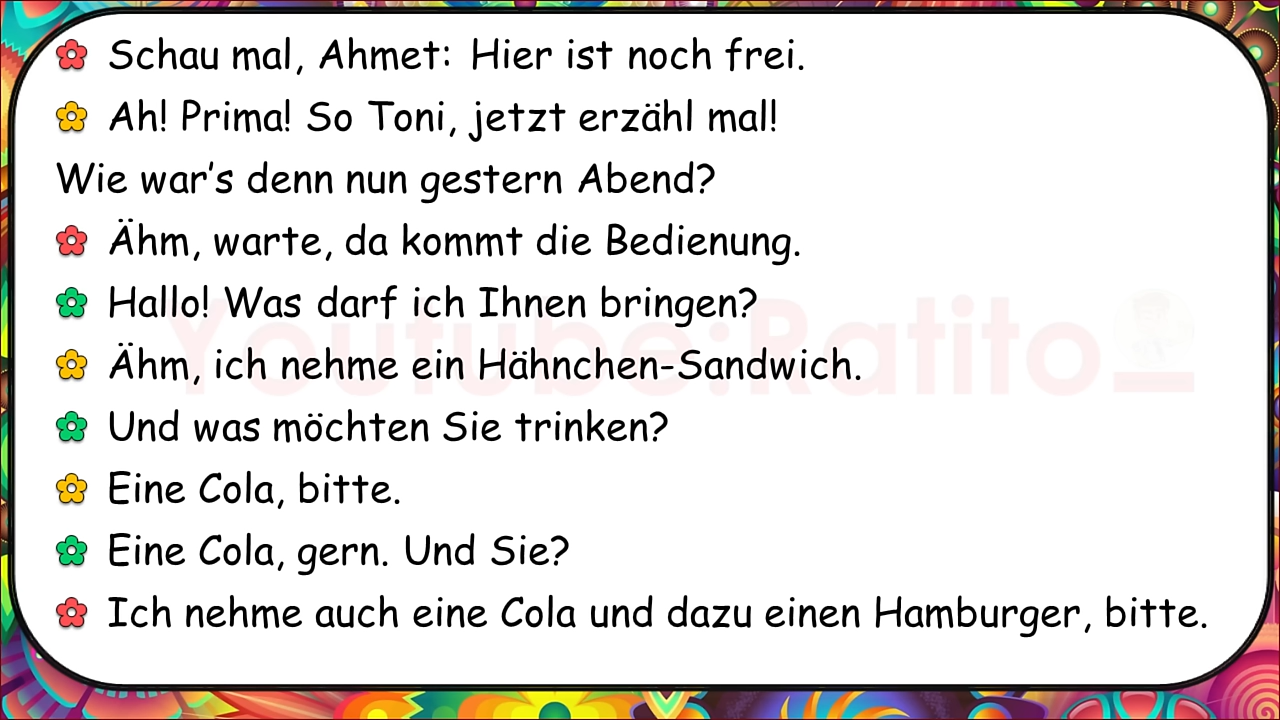 Schau mal, Ahmet: Hier ist noch frei.
Ah! Prima! So Toni, jetzt erzähl mal!
Wie war’s denn nun gestern Abend?
Ähm, warte, da kommt die Bedienung.
Hallo! Was darf ich Ihnen bringen?
Youtube:Ratito
Ähm, ich nehme ein Hähnchen-Sandwich.
Und was möchten Sie trinken?
Eine Cola, bitte.
Eine Cola, gern. Und Sie?
Ich nehme auch eine Cola und dazu einen Hamburger, bitte.